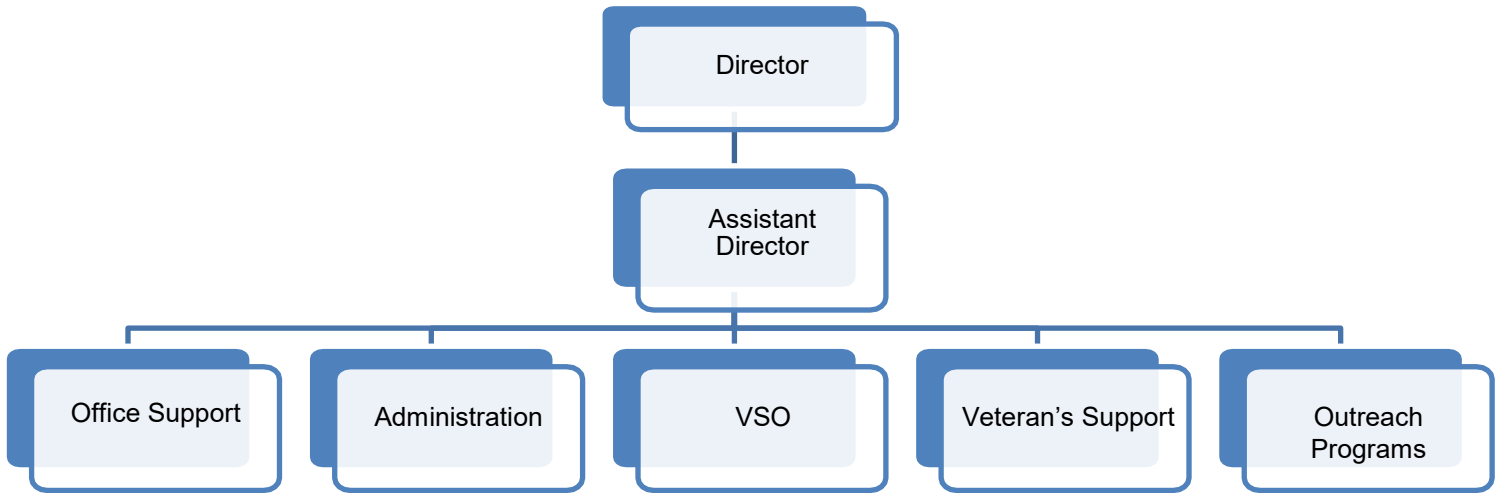 Director
Assistant
Director
Office Support
Administration
VSO
Veteran’s Support
Outreach
Programs